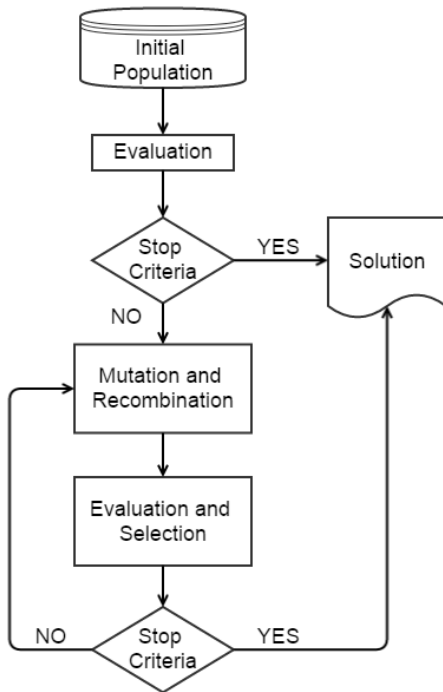 Initial
Population
Evaluation
Stop
Criteria
YES
Solution
NO
Mutation and
Recombination
Evaluation and
Selection
NO
Stop
Criteria
YES